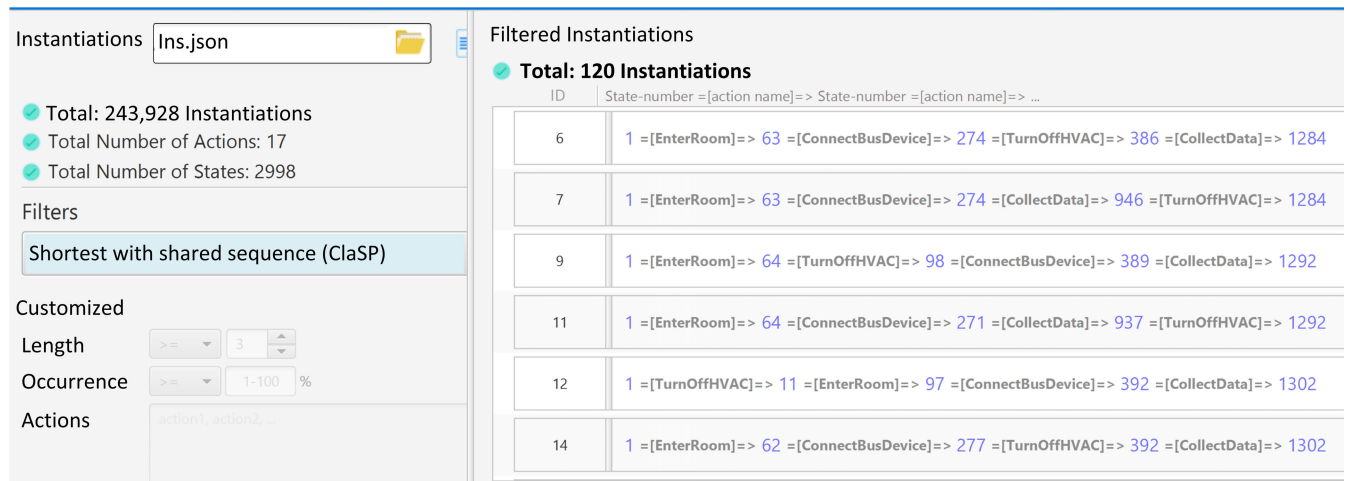 Instantiations Ins.json
Total: 243,928 Instantiations
Total Number of Actions: 17
Total Number of States: 2998
Filters
Shortest with shared sequence (ClaSP)
Customized
Length >= 3
Occurrence >= 1-100 %
Actions action1, action2, ...
Filtered Instantiations
Total: 120 Instantiations
ID State-number =[action name]=> State-number =[action name]=> ...
6 1 =[EnterRoom]=> 63 =[ConnectBusDevice]=> 274 =[TurnOffHVAC]=> 386 =[CollectData]=> 1284
7 1 =[EnterRoom]=> 63 =[ConnectBusDevice]=> 274 =[CollectData]=> 946 =[TurnOffHVAC]=> 1284
9 1 =[EnterRoom]=> 64 =[TurnOffHVAC]=> 98 =[ConnectBusDevice]=> 389 =[CollectData]=> 1292
11 1 =[EnterRoom]=> 64 =[ConnectBusDevice]=> 271 =[CollectData]=> 937 =[TurnOffHVAC]=> 1292
12 1 =[TurnOffHVAC]=> 11 =[EnterRoom]=> 97 =[ConnectBusDevice]=> 392 =[CollectData]=> 1302
14 1 =[EnterRoom]=> 62 =[ConnectBusDevice]=> 277 =[TurnOffHVAC]=> 392 =[CollectData]=> 1302